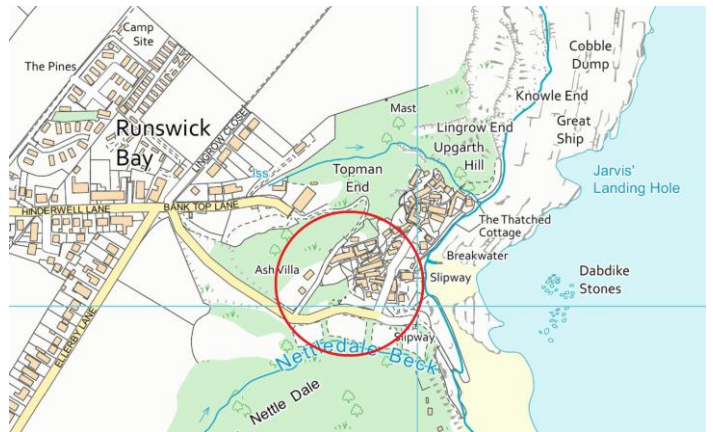 Camp
Site
The Pines
Runswick
Bay
LINGROW CLOSE
Iss
HINDERWELL LANE
BANK TOP LANE
ELLERBY LANE
Mast
Topman
End
Lingrow End
Upgarth
Hill
Ash Villa
Cobble
Dump
Knowle End
Great
Ship
Jarvis'
Landing Hole
The Thatched
Cottage
Breakwater
Slipway
Dabdike
Stones
Slipway
Nettledale Beck
Nettle Dale